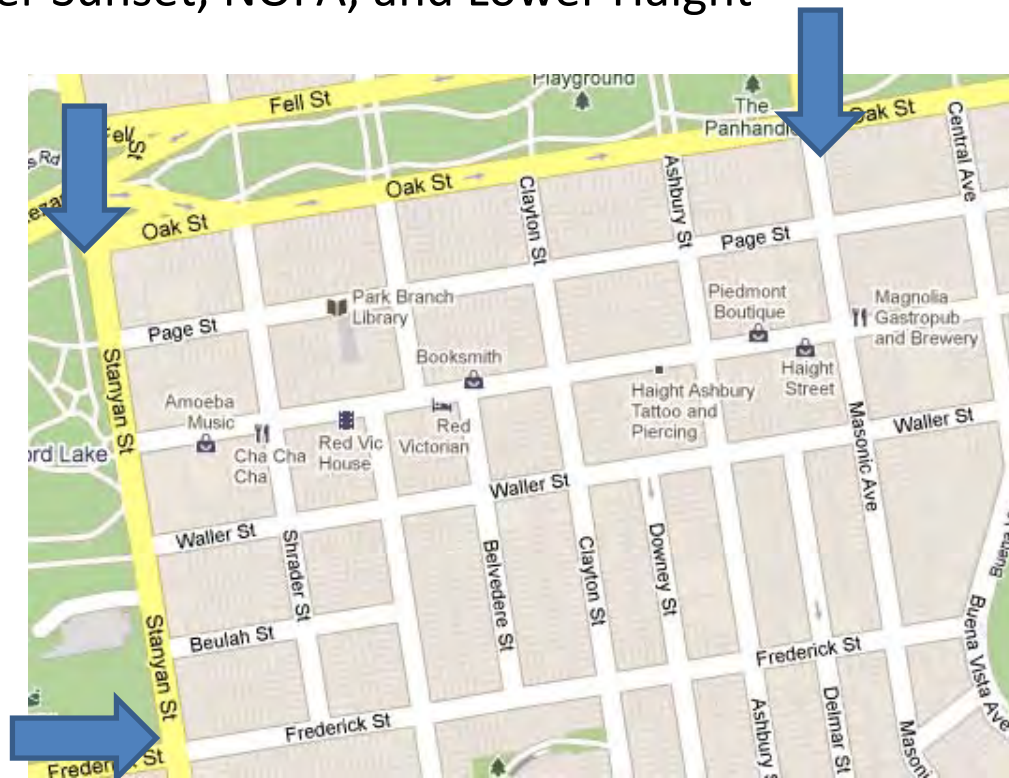 er Sunset, NOPA, and Lower Haight
Playground
Fell St
The
Panhandle
Oak St
Central Ave
Fell St
s Rd
Oak St
Ashbury St
Clayton St
Oak St
Page St
Park Branch
Library
Piedmont
Boutique
Magnolia
Gastropub
and Brewery
Page St
Booksmith
Haight
Street
Stanyan St
Amoeba
Music
Haight Ashbury
Tattoo and
Piercing
Masonic Ave
Waller St
ord Lake
Cha Cha
Cha
Red Vic
House
Red
Victorian
Waller St
Waller St
Shrader St
Belvedere St
Clayton St
Downey St
Buena
Buena Vista Ave
Beulah St
Stanyan St
Frederick St
Frederick St
Ashbury S
Delmar St
Mason
St